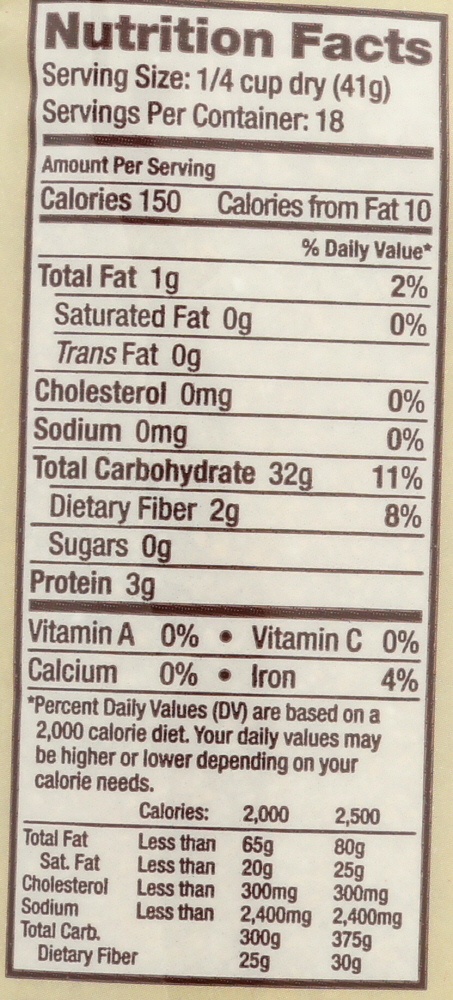 Nutrition Facts
Serving Size: 1/4 cup dry (41g)
Servings Per Container: 18
Amount Per Serving
Calories 150 Calories from Fat 10
% Daily Value*
Total Fat 1g 2%
Saturated Fat 0g 0%
Trans Fat 0g
Cholesterol 0mg 0%
Sodium 0mg 0%
Total Carbohydrate 32g 11%
Dietary Fiber 2g 8%
Sugars 0g
Protein 3g
Vitamin A 0% • Vitamin C 0%
Calcium 0% • Iron 4%
*Percent Daily Values (DV) are based on a
2,000 calorie diet. Your daily values may
be higher or lower depending on your
calorie needs.
Calories: 2,000 2,500
Total Fat Less than 65g 80g
Sat. Fat Less than 20g 25g
Cholesterol Less than 300mg 300mg
Sodium Less than 2,400mg 2,400mg
Total Carb. 300g 375g
Dietary Fiber 25g 30g